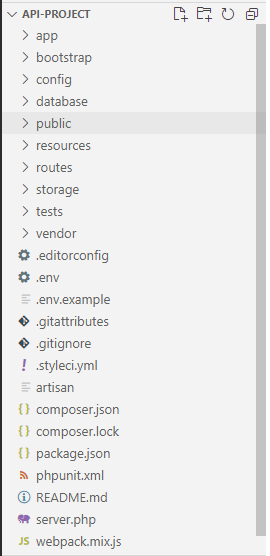 API-PROJECT
app
bootstrap
config
database
public
resources
routes
storage
tests
vendor
.editorconfig
.env
.env.example
.gitattributes
.gitignore
.styleci.yml
artisan
composer.json
composer.lock
package.json
phpunit.xml
README.md
server.php
webpack.mix.js